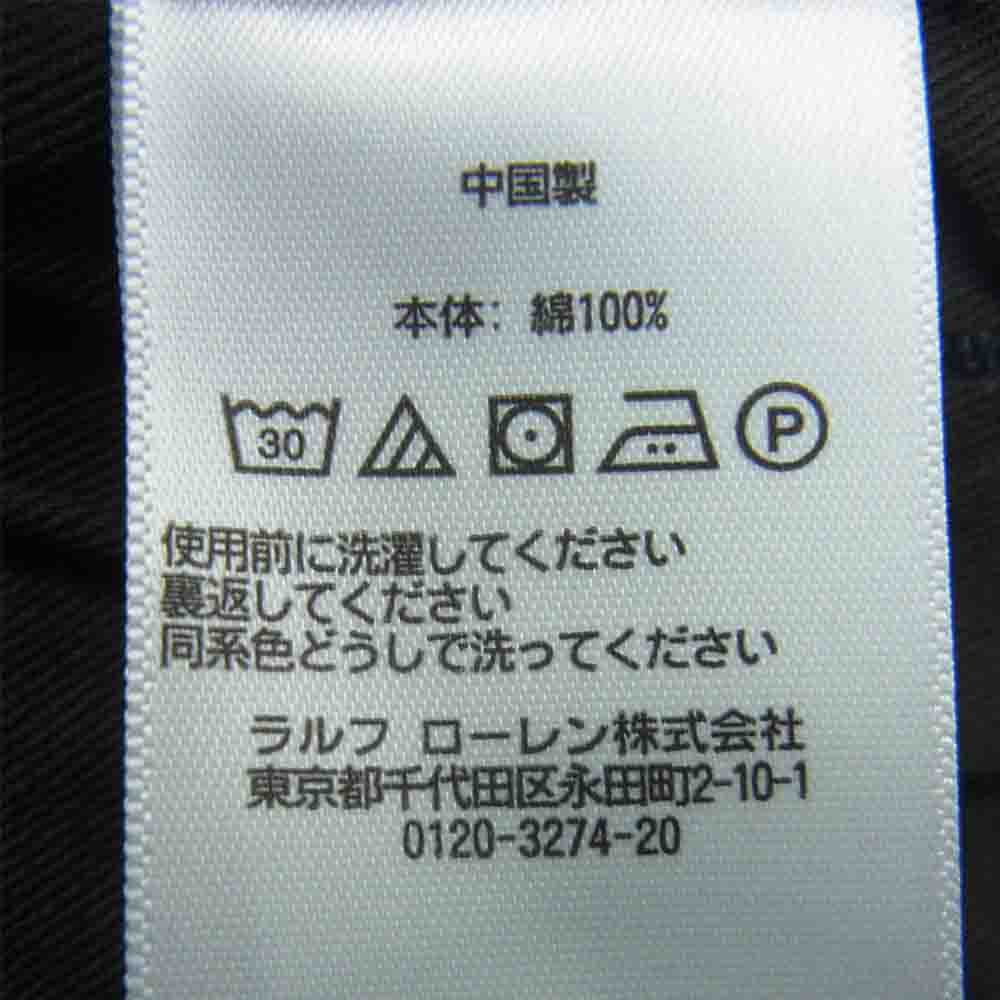 中国製
本体: 綿100%
30 P
使用前に洗濯してください
裏返してください
同系色どうしで洗ってください
ラルフ ローレン株式会社
東京都千代田区永田町2-10-1
0120-3274-20